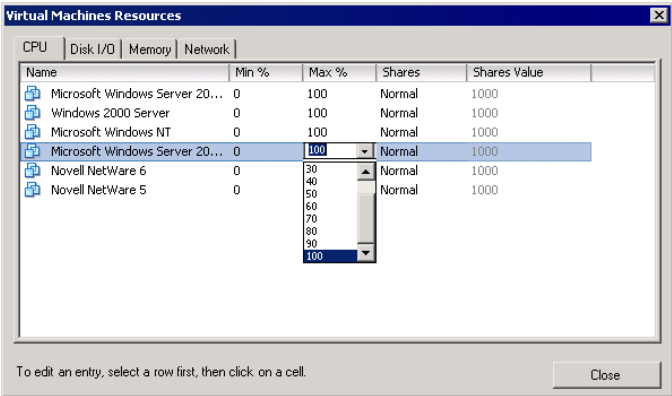 Virtual Machines Resources
CPU Disk I/O Memory Network
Name Min % Max % Shares Shares Value
Microsoft Windows Server 20... 0 100 Normal 1000
Windows 2000 Server 0 100 Normal 1000
Microsoft Windows NT 0 100 Normal 1000
Microsoft Windows Server 20... 0 100 Normal 1000
Novell NetWare 6 0 30 Normal 1000
40
Novell NetWare 5 0 50 Normal 1000
60
70
80
90
100
To edit an entry, select a row first, then click on a cell.
Close